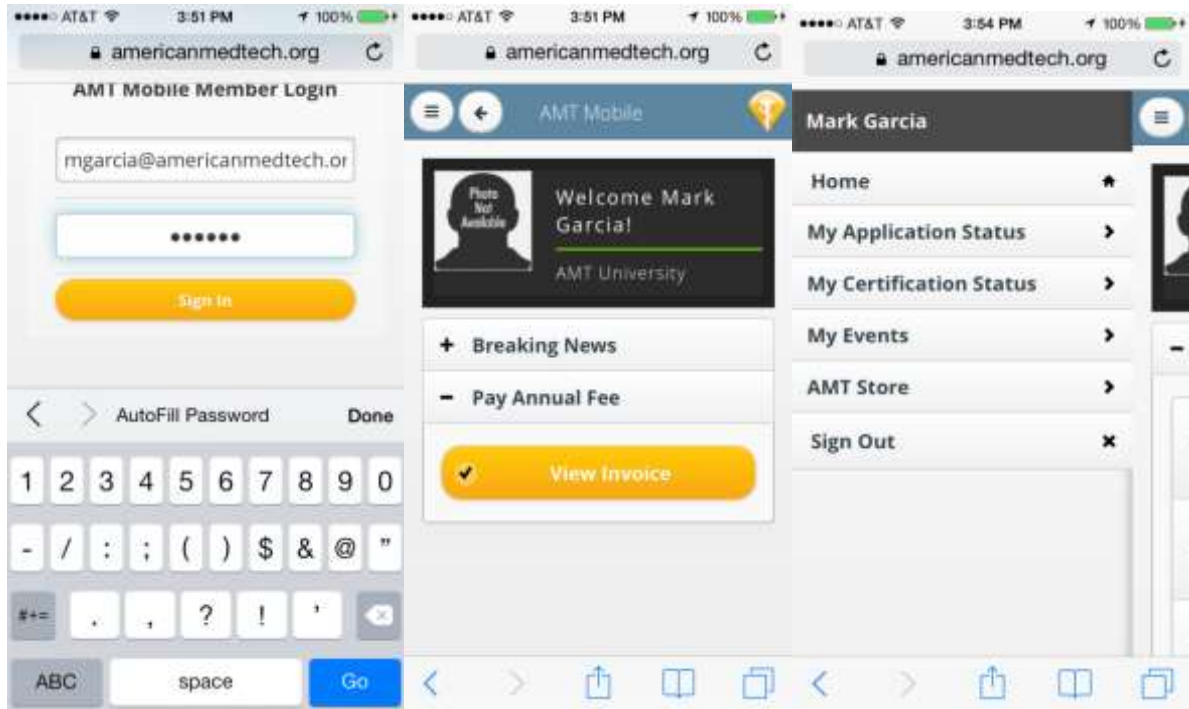 AT&T 3:51 PM 100%
americanmedtech.org
AMT Mobile Member Login
mgarcia@americanmedtech.or
••••••
Sign In
AutoFill Password Done
1 2 3 4 5 6 7 8 9 0
- / : ; ( ) $ & @ "
#+= . , ? ! '
ABC space Go
AT&T 3:51 PM 100%
americanmedtech.org
AMT Mobile
Photo
Not
Available
Welcome Mark
Garcia!
AMT University
+ Breaking News
- Pay Annual Fee
View Invoice
AT&T 3:54 PM 100%
americanmedtech.org
Mark Garcia
Home
My Application Status
My Certification Status
My Events
AMT Store
Sign Out